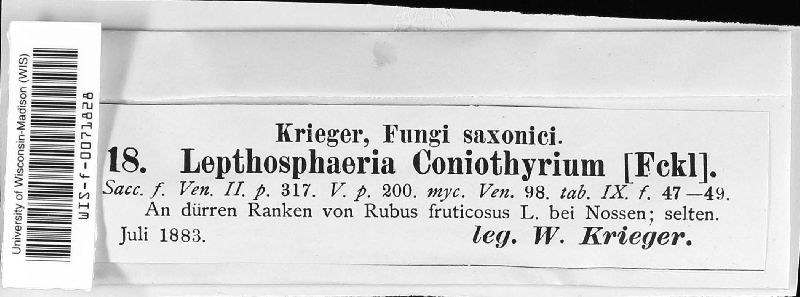 University of Wisconsin-Madison (WIS)
WIS-f-0071828
Krieger, Fungi saxonici.
18. Lepthosphaeria Coniothyrium [Fckl].
Sacc. f. Ven. II. p. 317. V. p. 200. myc. Ven. 98. tab. IX. f. 47—49.
An dürren Ranken von Rubus fruticosus L. bei Nossen; selten.
Juli 1883. leg. W. Krieger.